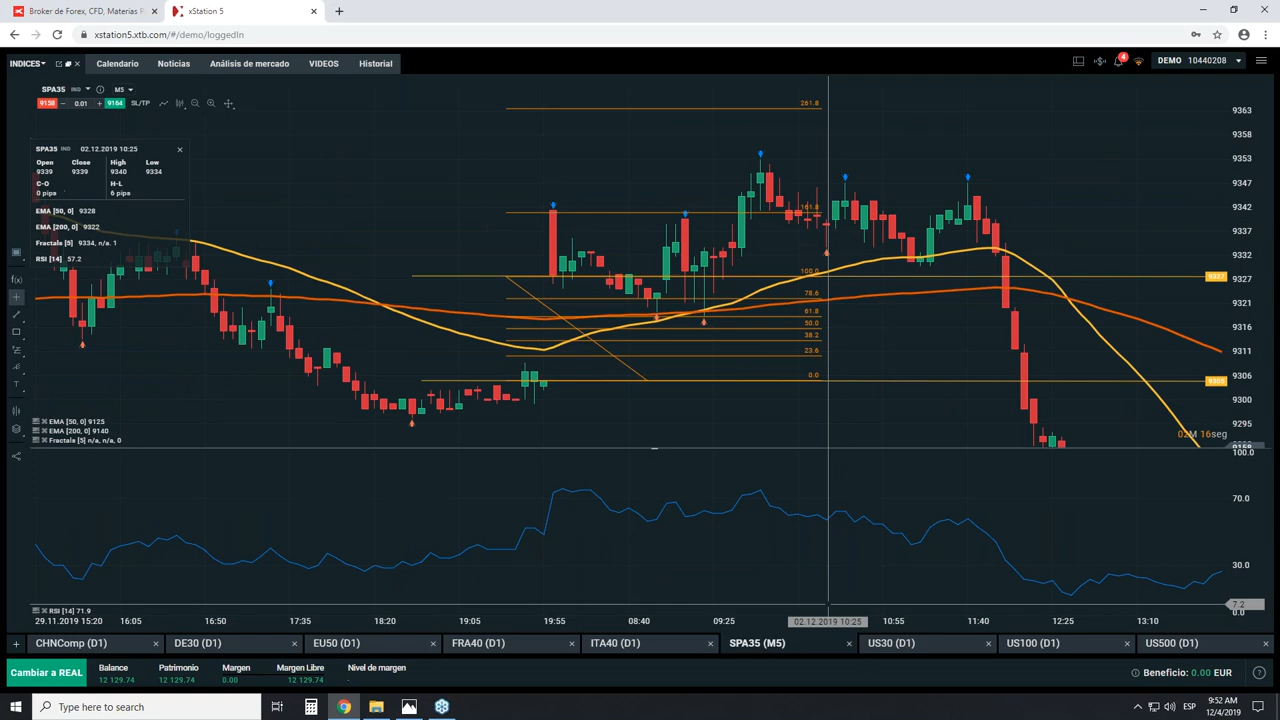 Broker de Forex, CFD, Materias P
xStation 5
xstation5.xtb.com/#/demo/loggedIn
INDICES
Calendario
Noticias
Análisis de mercado
VIDEOS
Historial
4
DEMO 10440208
SPA35 IND M5
9158 − 0.01 + 9164 SL/TP
SPA35 IND 02.12.2019 10:25
Open Close High Low
9339 9339 9340 9334
C-O H-L
0 pips 6 pips
EMA [50, 0] 9328
EMA [200, 0] 9322
Fractals [5] 9334, n/a. 1
RSI [14] 57.2
261.8
161.8
100.0
78.6
61.8
50.0
38.2
23.6
0.0
9363
9358
9353
9347
9342
9337
9332
9327
9327
9321
9316
9311
9306
9300
9295
02M 16seg
9158
EMA [50, 0] 9125
EMA [200, 0] 9140
Fractals [5] n/a, n/a, 0
100.0
70.0
30.0
7.2
0.0
RSI [14] 71.9
29.11.2019 15:20 16:05 16:50 17:35 18:20 19:05 19:55 08:40 09:25 02.12.2019 10:25 10:55 11:40 12:25 13:10
CHNComp (D1)
DE30 (D1)
EU50 (D1)
FRA40 (D1)
ITA40 (D1)
SPA35 (M5)
US30 (D1)
US100 (D1)
US500 (D1)
Cambiar a REAL
Balance Patrimonio Margen Margen Libre Nivel de margen
12 129.74 12 129.74 0.00 12 129.74 -
Beneficio: 0.00 EUR
Type here to search
ESP
9:52 AM
12/4/2019